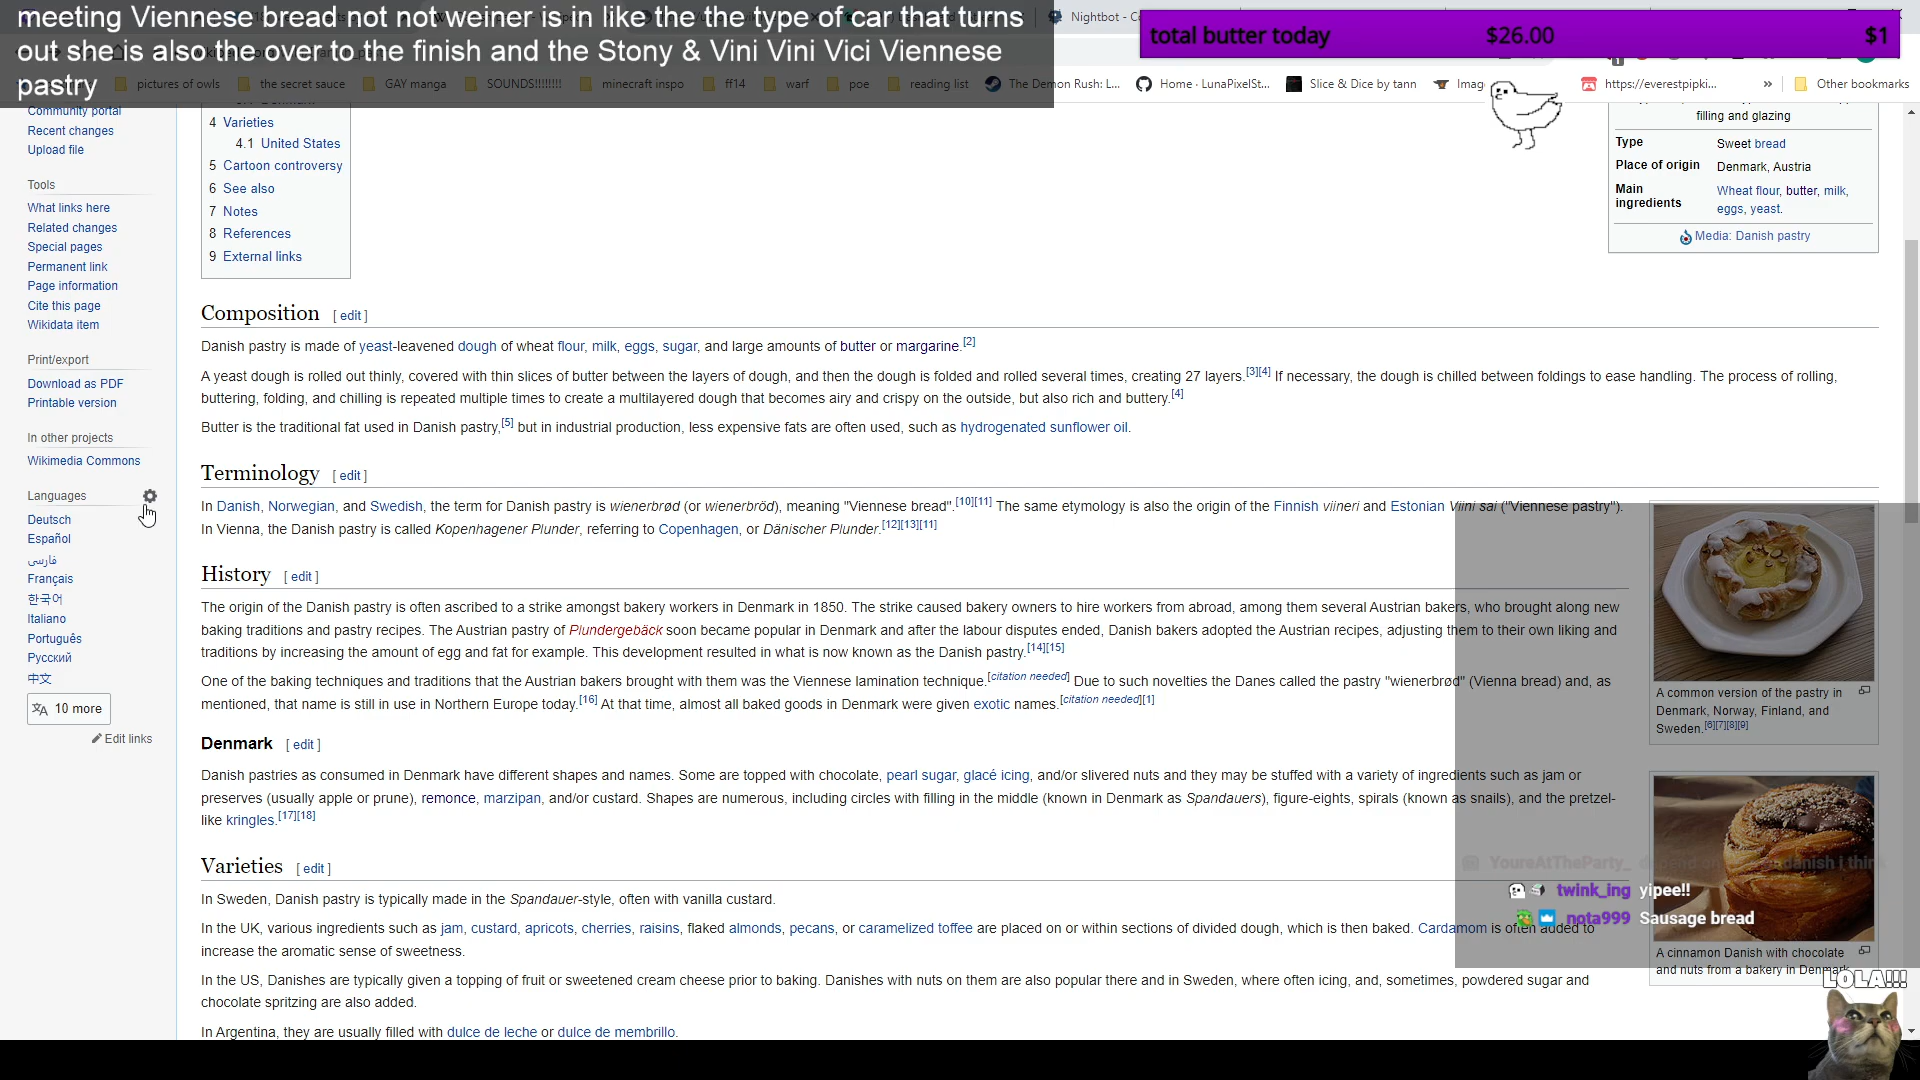 meeting Viennese bread not not weiner is in like the the type of car that turns
out she is also the over to the finish and the Stony & Vini Vini Vici Viennese
pastry
Nightbot - C
total butter today $26.00 $1
pictures of owls
the secret sauce
GAY manga
SOUNDS!!!!!!!!
minecraft inspo
ff14
warf
poe
reading list
The Demon Rush: L...
Home · LunaPixelSt...
Slice & Dice by tann
Imag
https://everestpipki...
»
Other bookmarks
Community portal
Recent changes
Upload file
Tools
What links here
Related changes
Special pages
Permanent link
Page information
Cite this page
Wikidata item
Print/export
Download as PDF
Printable version
In other projects
Wikimedia Commons
Languages
Deutsch
Español
فارسی
Français
한국어
Italiano
Português
Русский
中文
10 more
Edit links
4 Varieties
4.1 United States
5 Cartoon controversy
6 See also
7 Notes
8 References
9 External links
filling and glazing
Type Sweet bread
Place of origin Denmark, Austria
Main Wheat flour, butter, milk,
ingredients eggs, yeast.
Media: Danish pastry
Composition [ edit ]
Danish pastry is made of yeast-leavened dough of wheat flour, milk, eggs, sugar, and large amounts of butter or margarine.[2]
A yeast dough is rolled out thinly, covered with thin slices of butter between the layers of dough, and then the dough is folded and rolled several times, creating 27 layers.[3][4] If necessary, the dough is chilled between foldings to ease handling. The process of rolling,
buttering, folding, and chilling is repeated multiple times to create a multilayered dough that becomes airy and crispy on the outside, but also rich and buttery.[4]
Butter is the traditional fat used in Danish pastry,[5] but in industrial production, less expensive fats are often used, such as hydrogenated sunflower oil.
Terminology [ edit ]
In Danish, Norwegian, and Swedish, the term for Danish pastry is wienerbrød (or wienerbröd), meaning "Viennese bread".[10][11] The same etymology is also the origin of the Finnish viineri and Estonian Viini sai ("Viennese pastry").
In Vienna, the Danish pastry is called Kopenhagener Plunder, referring to Copenhagen, or Dänischer Plunder.[12][13][11]
History [ edit ]
The origin of the Danish pastry is often ascribed to a strike amongst bakery workers in Denmark in 1850. The strike caused bakery owners to hire workers from abroad, among them several Austrian bakers, who brought along new
baking traditions and pastry recipes. The Austrian pastry of Plundergebäck soon became popular in Denmark and after the labour disputes ended, Danish bakers adopted the Austrian recipes, adjusting them to their own liking and
traditions by increasing the amount of egg and fat for example. This development resulted in what is now known as the Danish pastry.[14][15]
One of the baking techniques and traditions that the Austrian bakers brought with them was the Viennese lamination technique.[citation needed] Due to such novelties the Danes called the pastry "wienerbrød" (Vienna bread) and, as
mentioned, that name is still in use in Northern Europe today.[16] At that time, almost all baked goods in Denmark were given exotic names.[citation needed][1]
Denmark [ edit ]
Danish pastries as consumed in Denmark have different shapes and names. Some are topped with chocolate, pearl sugar, glacé icing, and/or slivered nuts and they may be stuffed with a variety of ingredients such as jam or
preserves (usually apple or prune), remonce, marzipan, and/or custard. Shapes are numerous, including circles with filling in the middle (known in Denmark as Spandauers), figure-eights, spirals (known as snails), and the pretzel-
like kringles.[17][18]
Varieties [ edit ]
In Sweden, Danish pastry is typically made in the Spandauer-style, often with vanilla custard.
In the UK, various ingredients such as jam, custard, apricots, cherries, raisins, flaked almonds, pecans, or caramelized toffee are placed on or within sections of divided dough, which is then baked. Cardamom is often added to
increase the aromatic sense of sweetness.
In the US, Danishes are typically given a topping of fruit or sweetened cream cheese prior to baking. Danishes with nuts on them are also popular there and in Sweden, where often icing, and, sometimes, powdered sugar and
chocolate spritzing are also added.
In Argentina, they are usually filled with dulce de leche or dulce de membrillo.
A common version of the pastry in
Denmark, Norway, Finland, and
Sweden.[6][7][8][9]
YoureAtTheParty_ danish i think
twink_ing yipee!!
nota999 Sausage bread
A cinnamon Danish with chocolate
and nuts from a bakery in Denmark
LOLA!!!